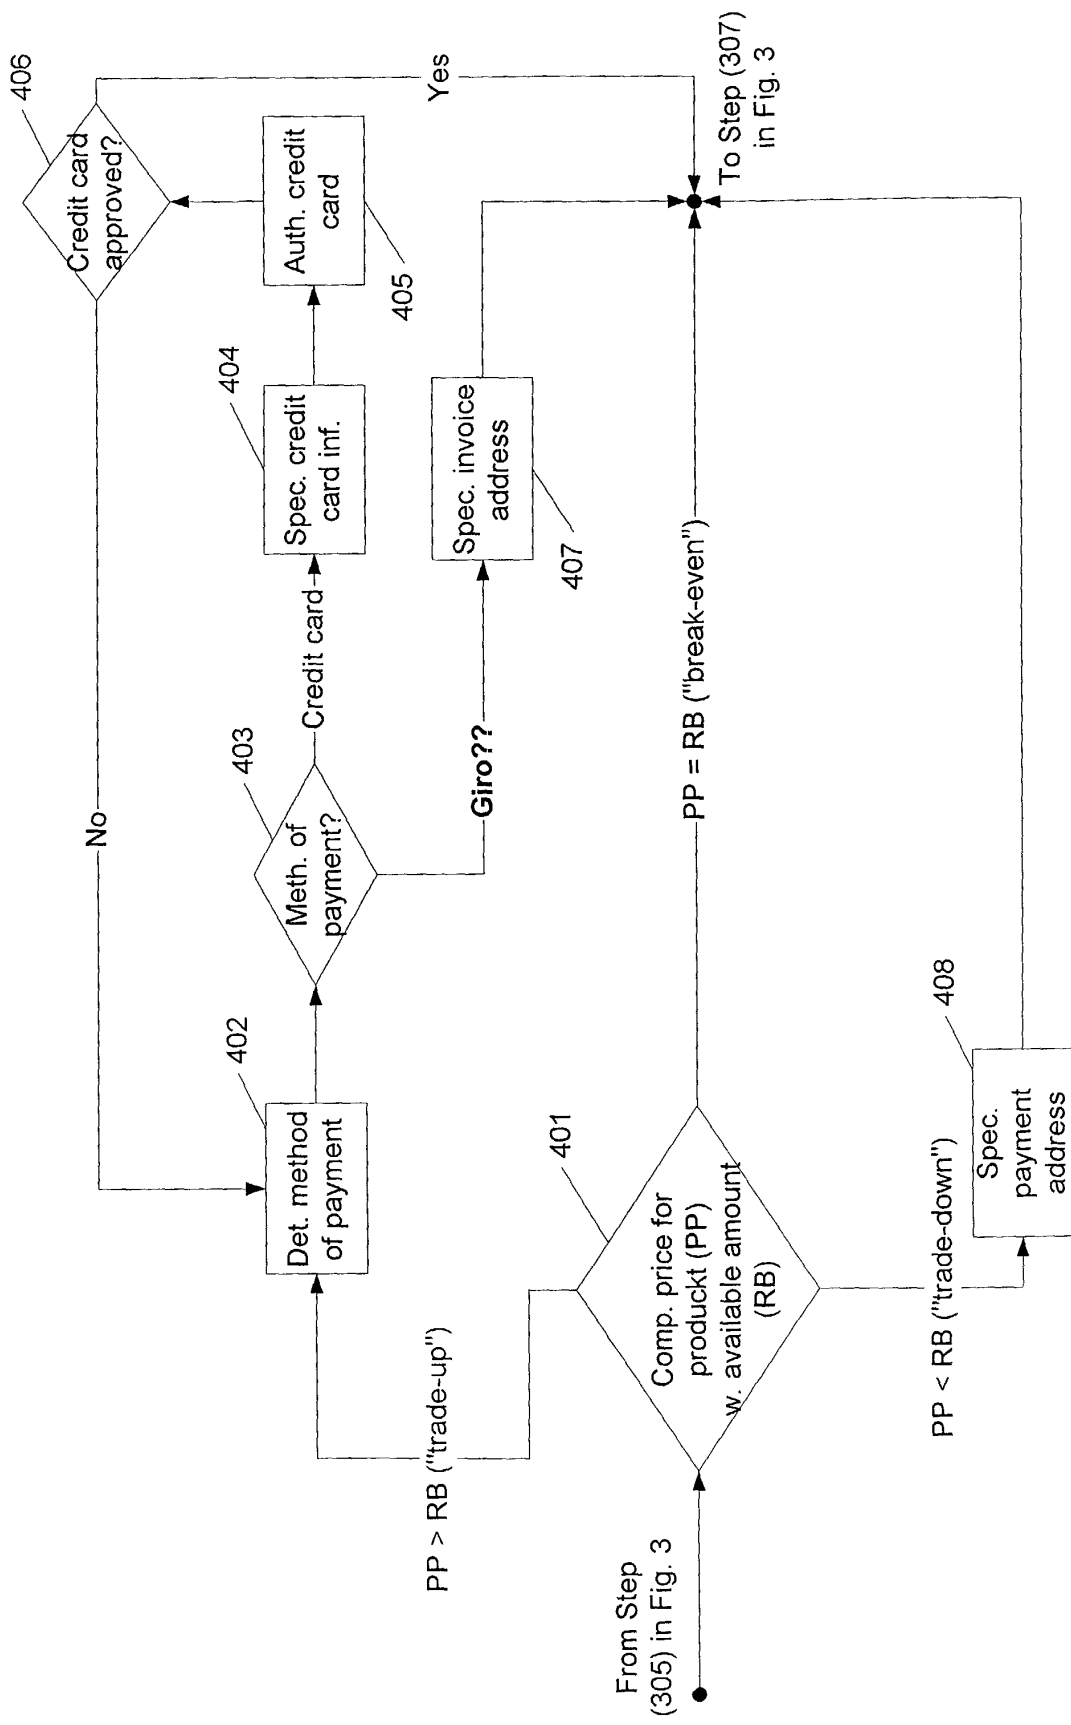 From Step
(305) in Fig. 3
Comp. price for
produckt (PP)
w. available amount
(RB)
401
PP > RB ("trade-up")
Det. method
of payment
402
Meth. of
payment?
403
Credit card
Spec. credit
card inf.
404
Auth. credit
card
405
Credit card
approved?
406
No
Yes
Giro??
Spec. invoice
address
407
PP = RB ("break-even")
PP < RB ("trade-down")
Spec.
payment
address
408
To Step (307)
in Fig. 3